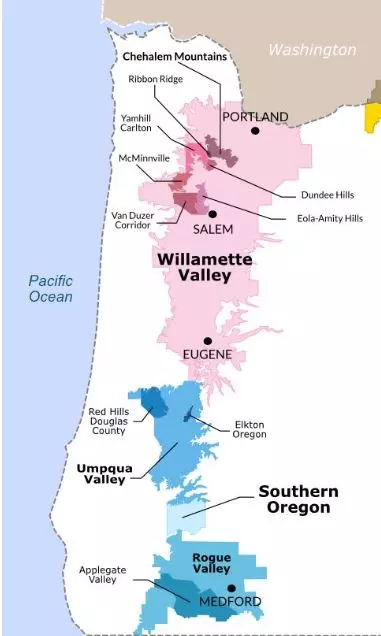 Washington
Chehalem Mountains
Ribbon Ridge
PORTLAND
Yamhill
Carlton
McMinnville
Dundee Hills
Van Duzer
Corridor
Eola-Amity Hills
SALEM
Willamette
Valley
Pacific
Ocean
EUGENE
Red Hills
Douglas
County
Elkton
Oregon
Umpqua
Valley
Southern
Oregon
Rogue
Valley
Applegate
Valley
MEDFORD